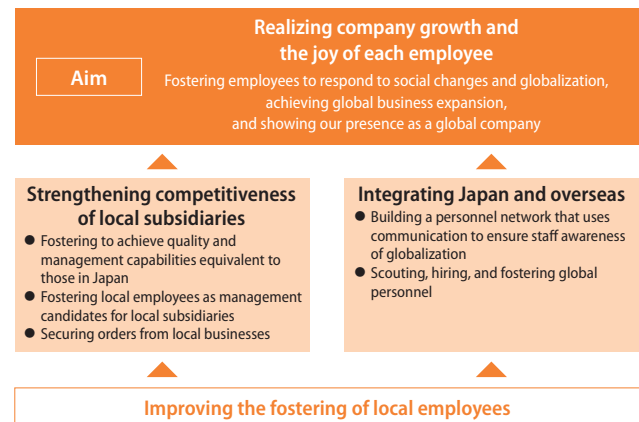 Realizing company growth and
the joy of each employee
Aim
Fostering employees to respond to social changes and globalization,
achieving global business expansion,
and showing our presence as a global company
Strengthening competitiveness
of local subsidiaries
● Fostering to achieve quality and
management capabilities equivalent to
those in Japan
● Fostering local employees as management
candidates for local subsidiaries
● Securing orders from local businesses
Integrating Japan and overseas
● Building a personnel network that uses
communication to ensure staff awareness
of globalization
● Scouting, hiring, and fostering global
personnel
Improving the fostering of local employees